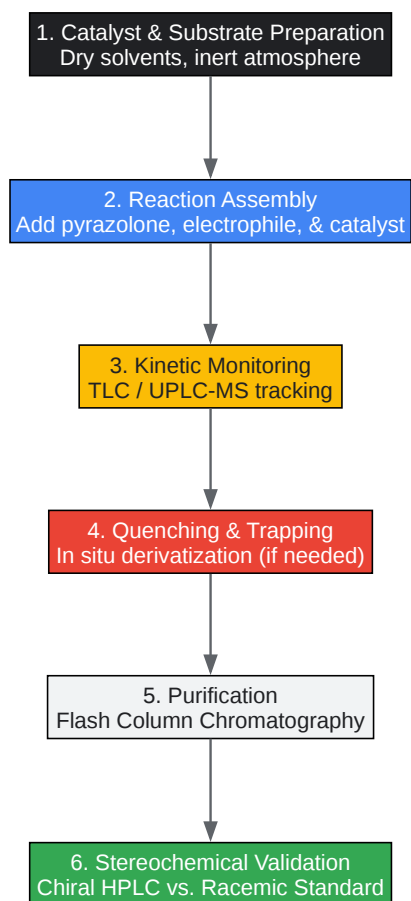 1. Catalyst & Substrate Preparation
Dry solvents, inert atmosphere
2. Reaction Assembly
Add pyrazolone, electrophile, & catalyst
3. Kinetic Monitoring
TLC / UPLC-MS tracking
4. Quenching & Trapping
In situ derivatization (if needed)
5. Purification
Flash Column Chromatography
6. Stereochemical Validation
Chiral HPLC vs. Racemic Standard